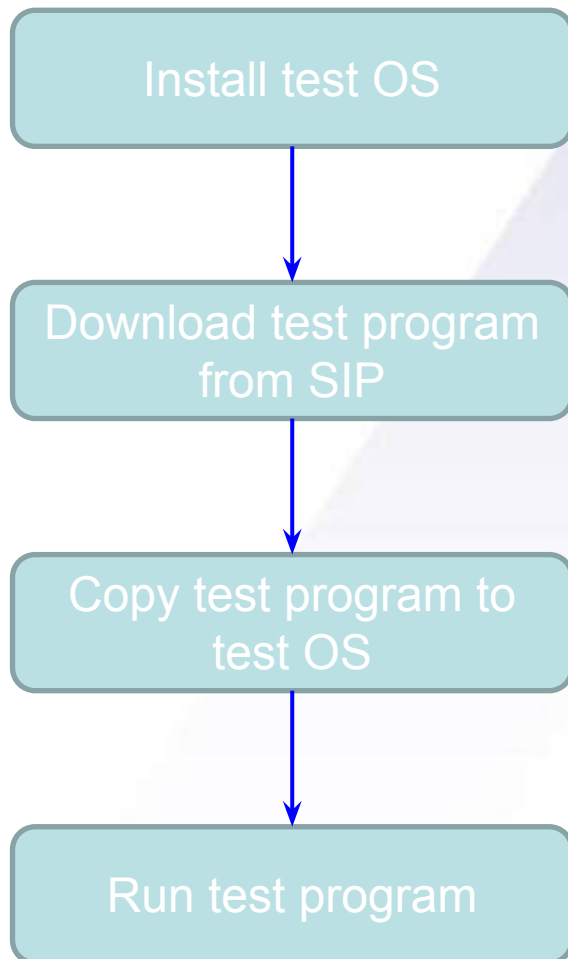 Install test OS
Download test program
from SIP
Copy test program to
test OS
Run test program